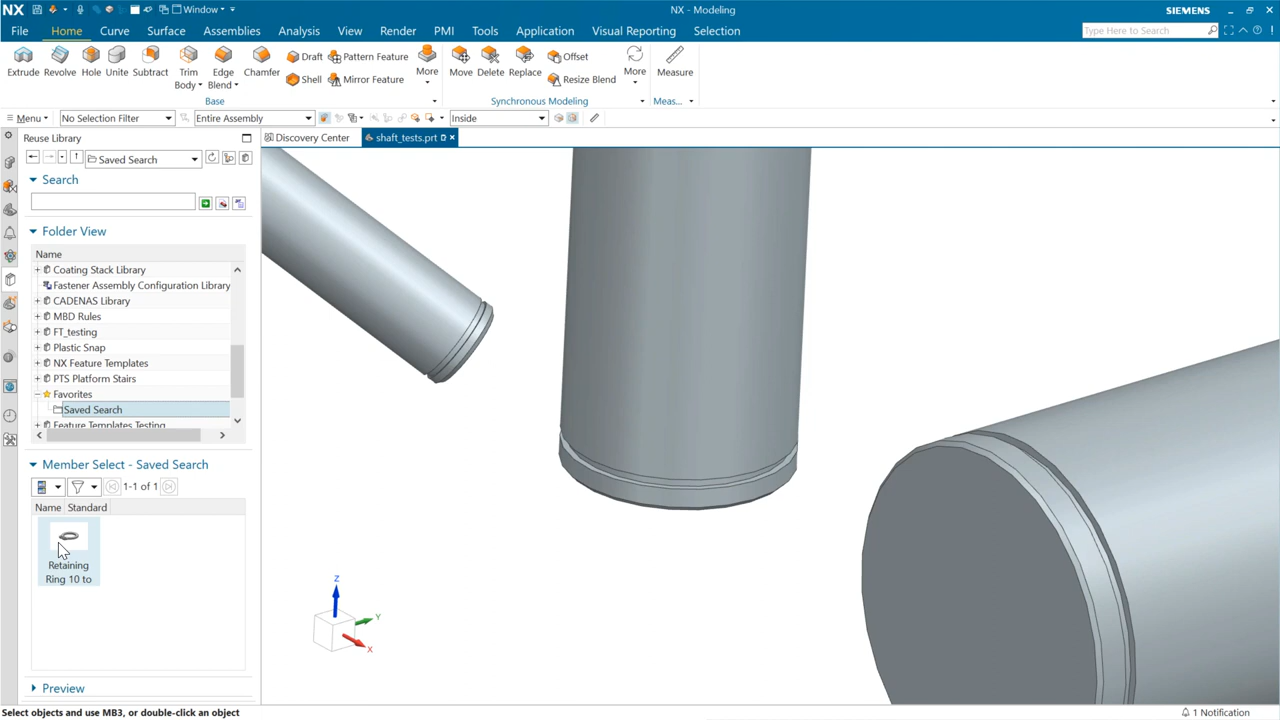 NX
Window
NX - Modeling
SIEMENS
File
Home
Curve
Surface
Assemblies
Analysis
View
Render
PMI
Tools
Application
Visual Reporting
Selection
Type Here to Search
Extrude
Revolve
Hole
Unite
Subtract
Trim
Body
Edge
Blend
Chamfer
Draft
Pattern Feature
Shell
Mirror Feature
More
Move
Delete
Replace
Offset
Resize Blend
More
Measure
Base
Synchronous Modeling
Meas...
Menu
No Selection Filter
Entire Assembly
Inside
Reuse Library
Discovery Center
shaft_tests.prt
Saved Search
Search
Folder View
Name
Coating Stack Library
Fastener Assembly Configuration Library
CADENAS Library
MBD Rules
FT_testing
Plastic Snap
NX Feature Templates
PTS Platform Stairs
Favorites
Saved Search
Feature Templates Testing
Member Select - Saved Search
1-1 of 1
Name
Standard
Retaining
Ring 10 to
Z
Y
X
Preview
Select objects and use MB3, or double-click an object
1 Notification